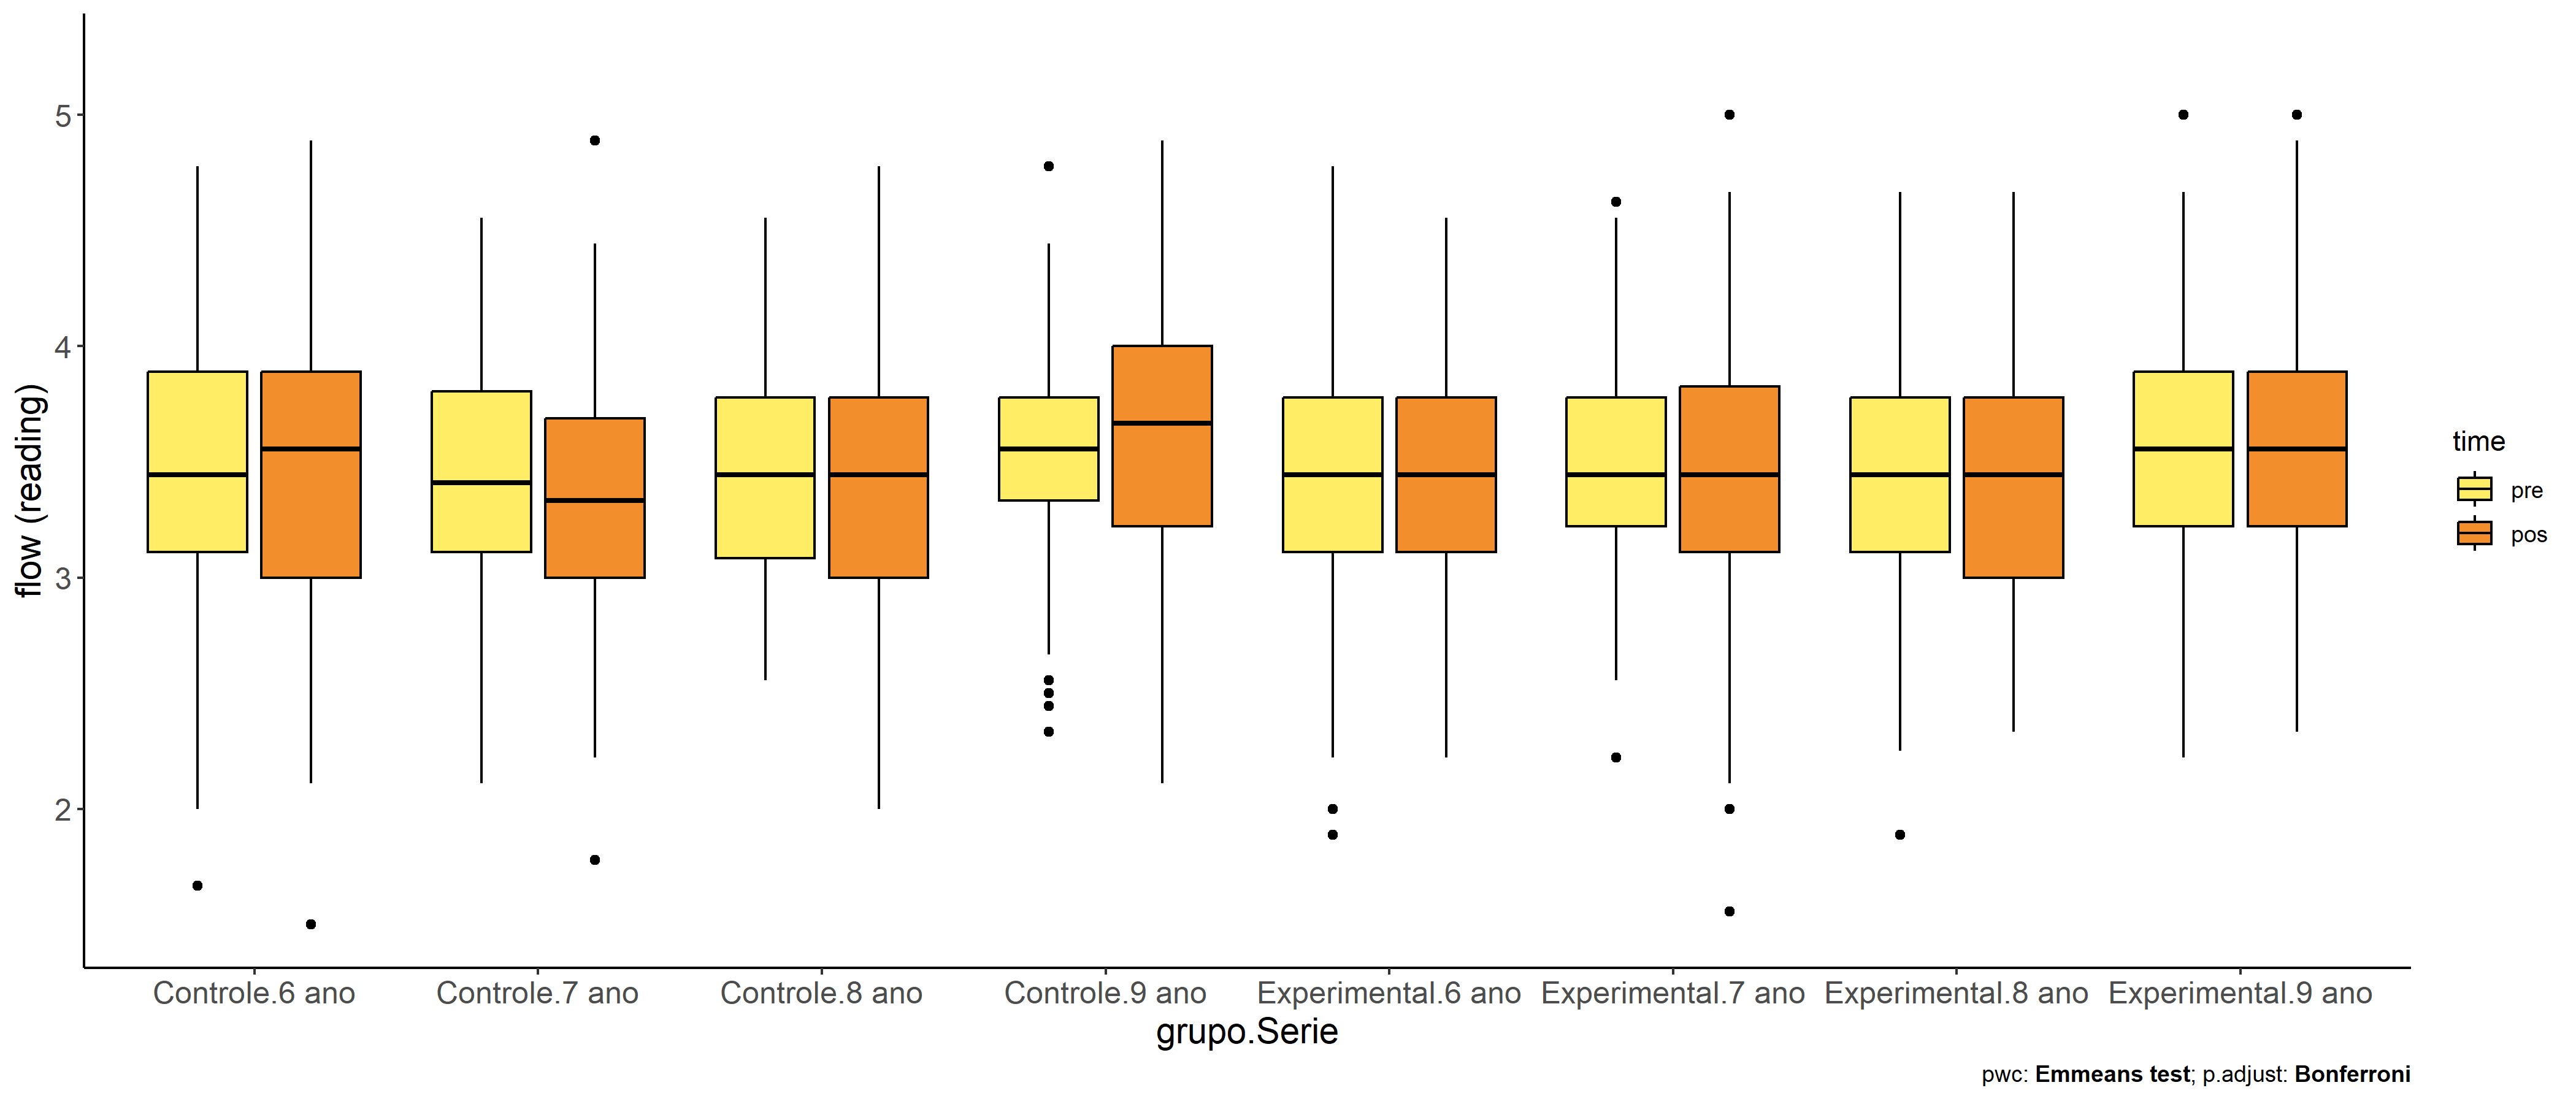 5
4
3
2
flow (reading)
Controle.6 ano
Controle.7 ano
Controle.8 ano
Controle.9 ano
Experimental.6 ano
Experimental.7 ano
Experimental.8 ano
Experimental.9 ano
grupo.Serie
time
pre
pos
pwc: Emmeans test; p.adjust: Bonferroni